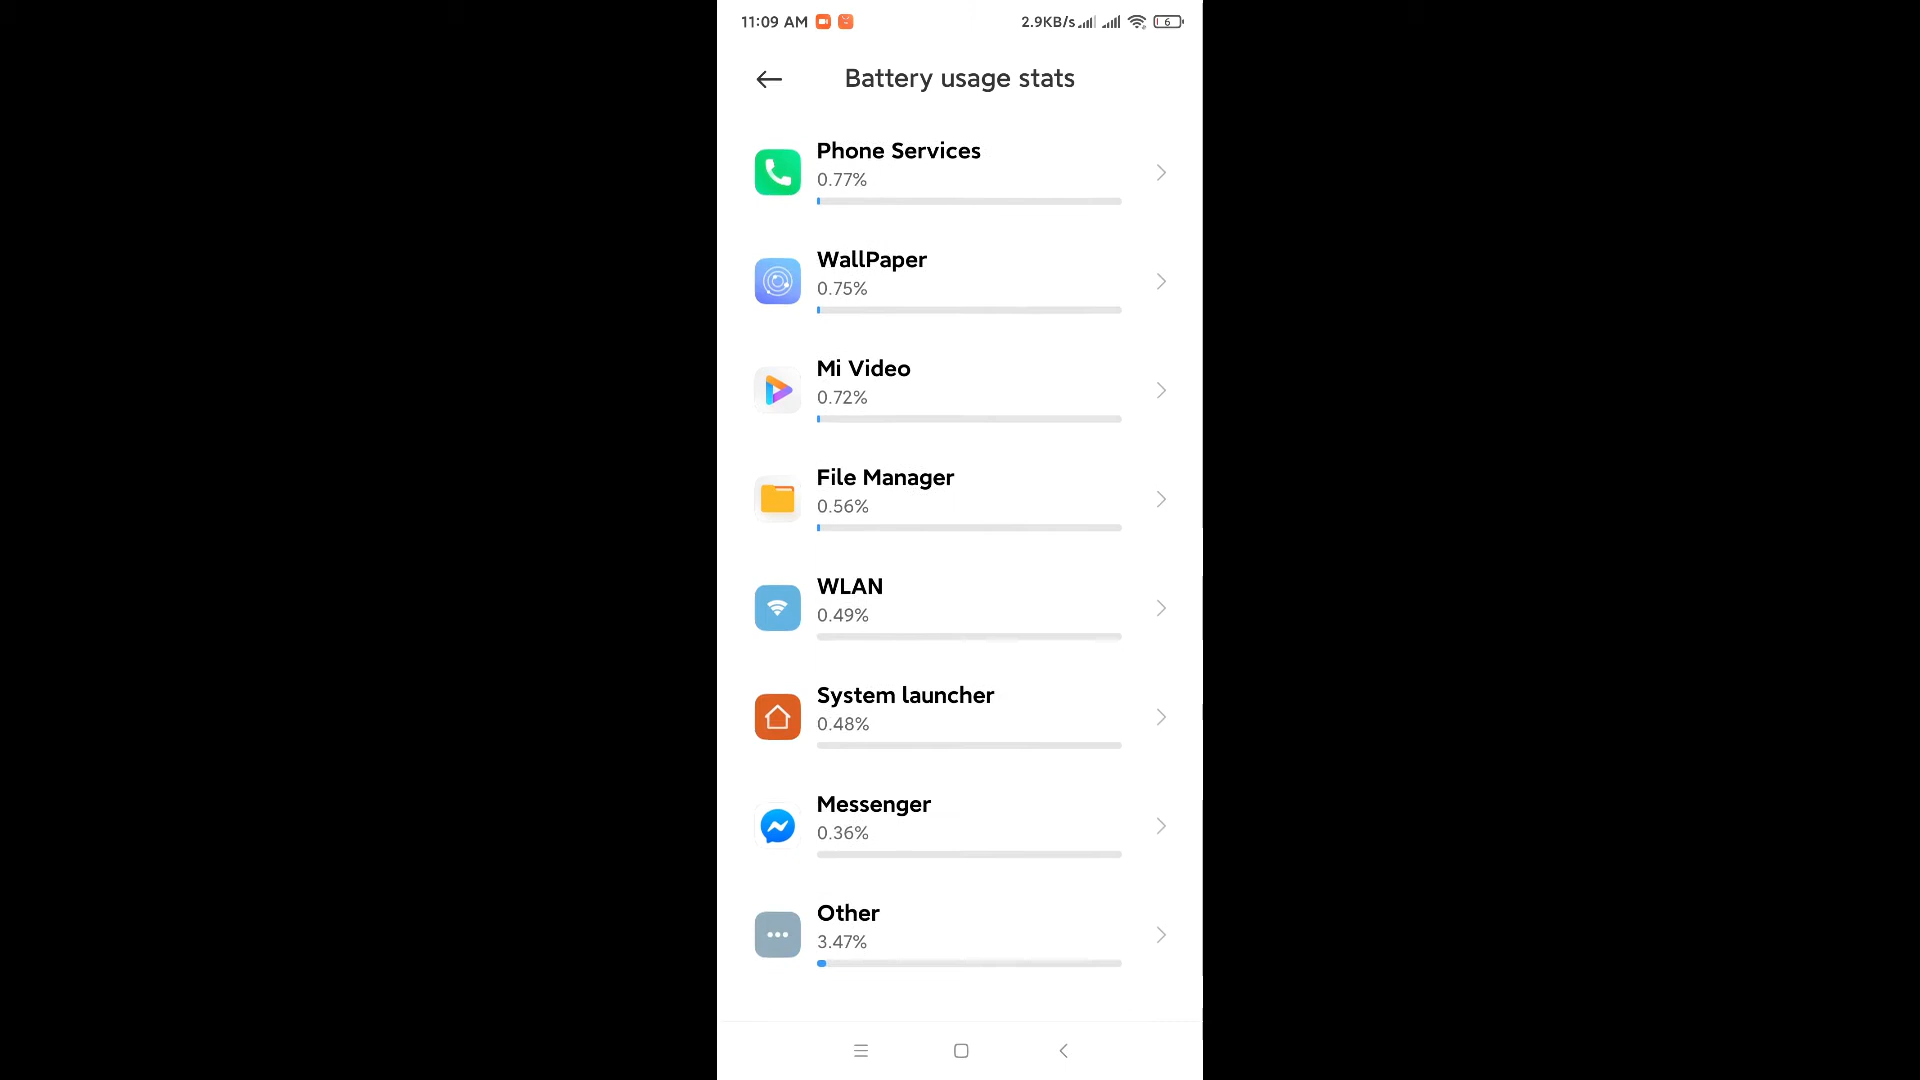 11:09 AM
2.9KB/s
6
Battery usage stats
Phone Services
0.77%
WallPaper
0.75%
Mi Video
0.72%
File Manager
0.56%
WLAN
0.49%
System launcher
0.48%
Messenger
0.36%
Other
3.47%